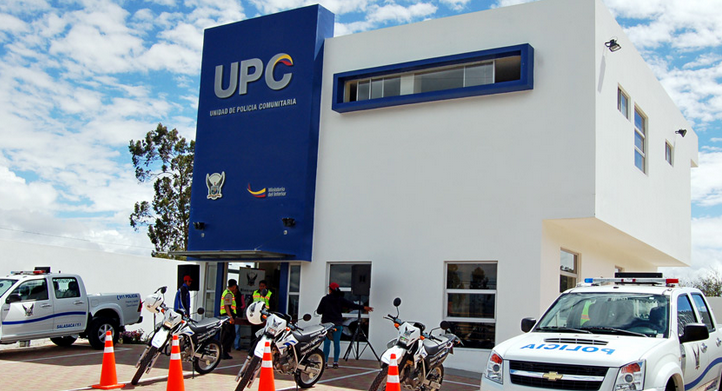 UPC
UNIDAD DE POLICÍA COMUNITARIA
Ministerio
del Interior
POLICIA